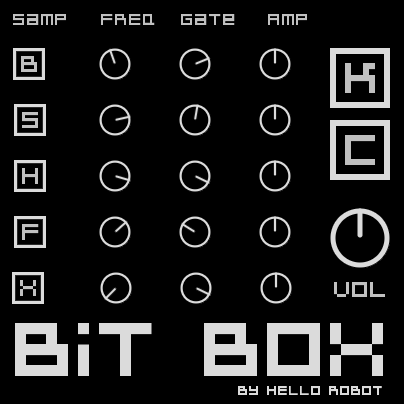 SAMP FREQ GATE AMP
B
K
S
C
H
F
X
VOL
BiT BOX
BY HELLO ROBOT